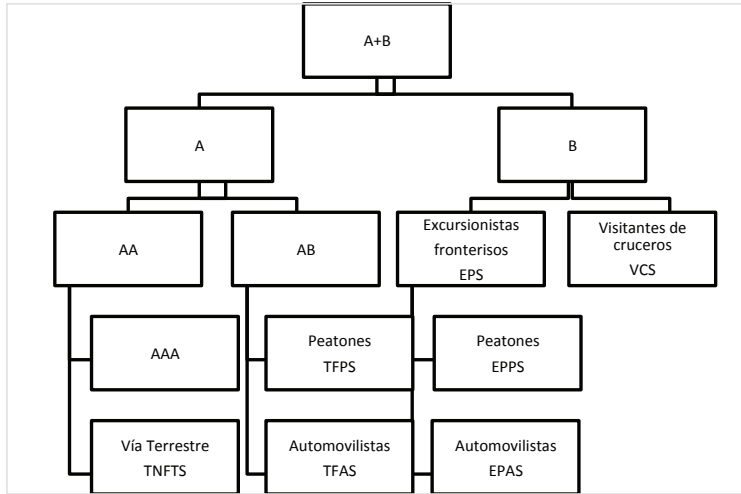 A+B
A
B
AA
AB
Excursionistas
fronterisos
EPS
Visitantes de
cruceros
VCS
AAA
Peatones
TFPS
Peatones
EPPS
Vía Terrestre
TNFTS
Automovilistas
TFAS
Automovilistas
EPAS